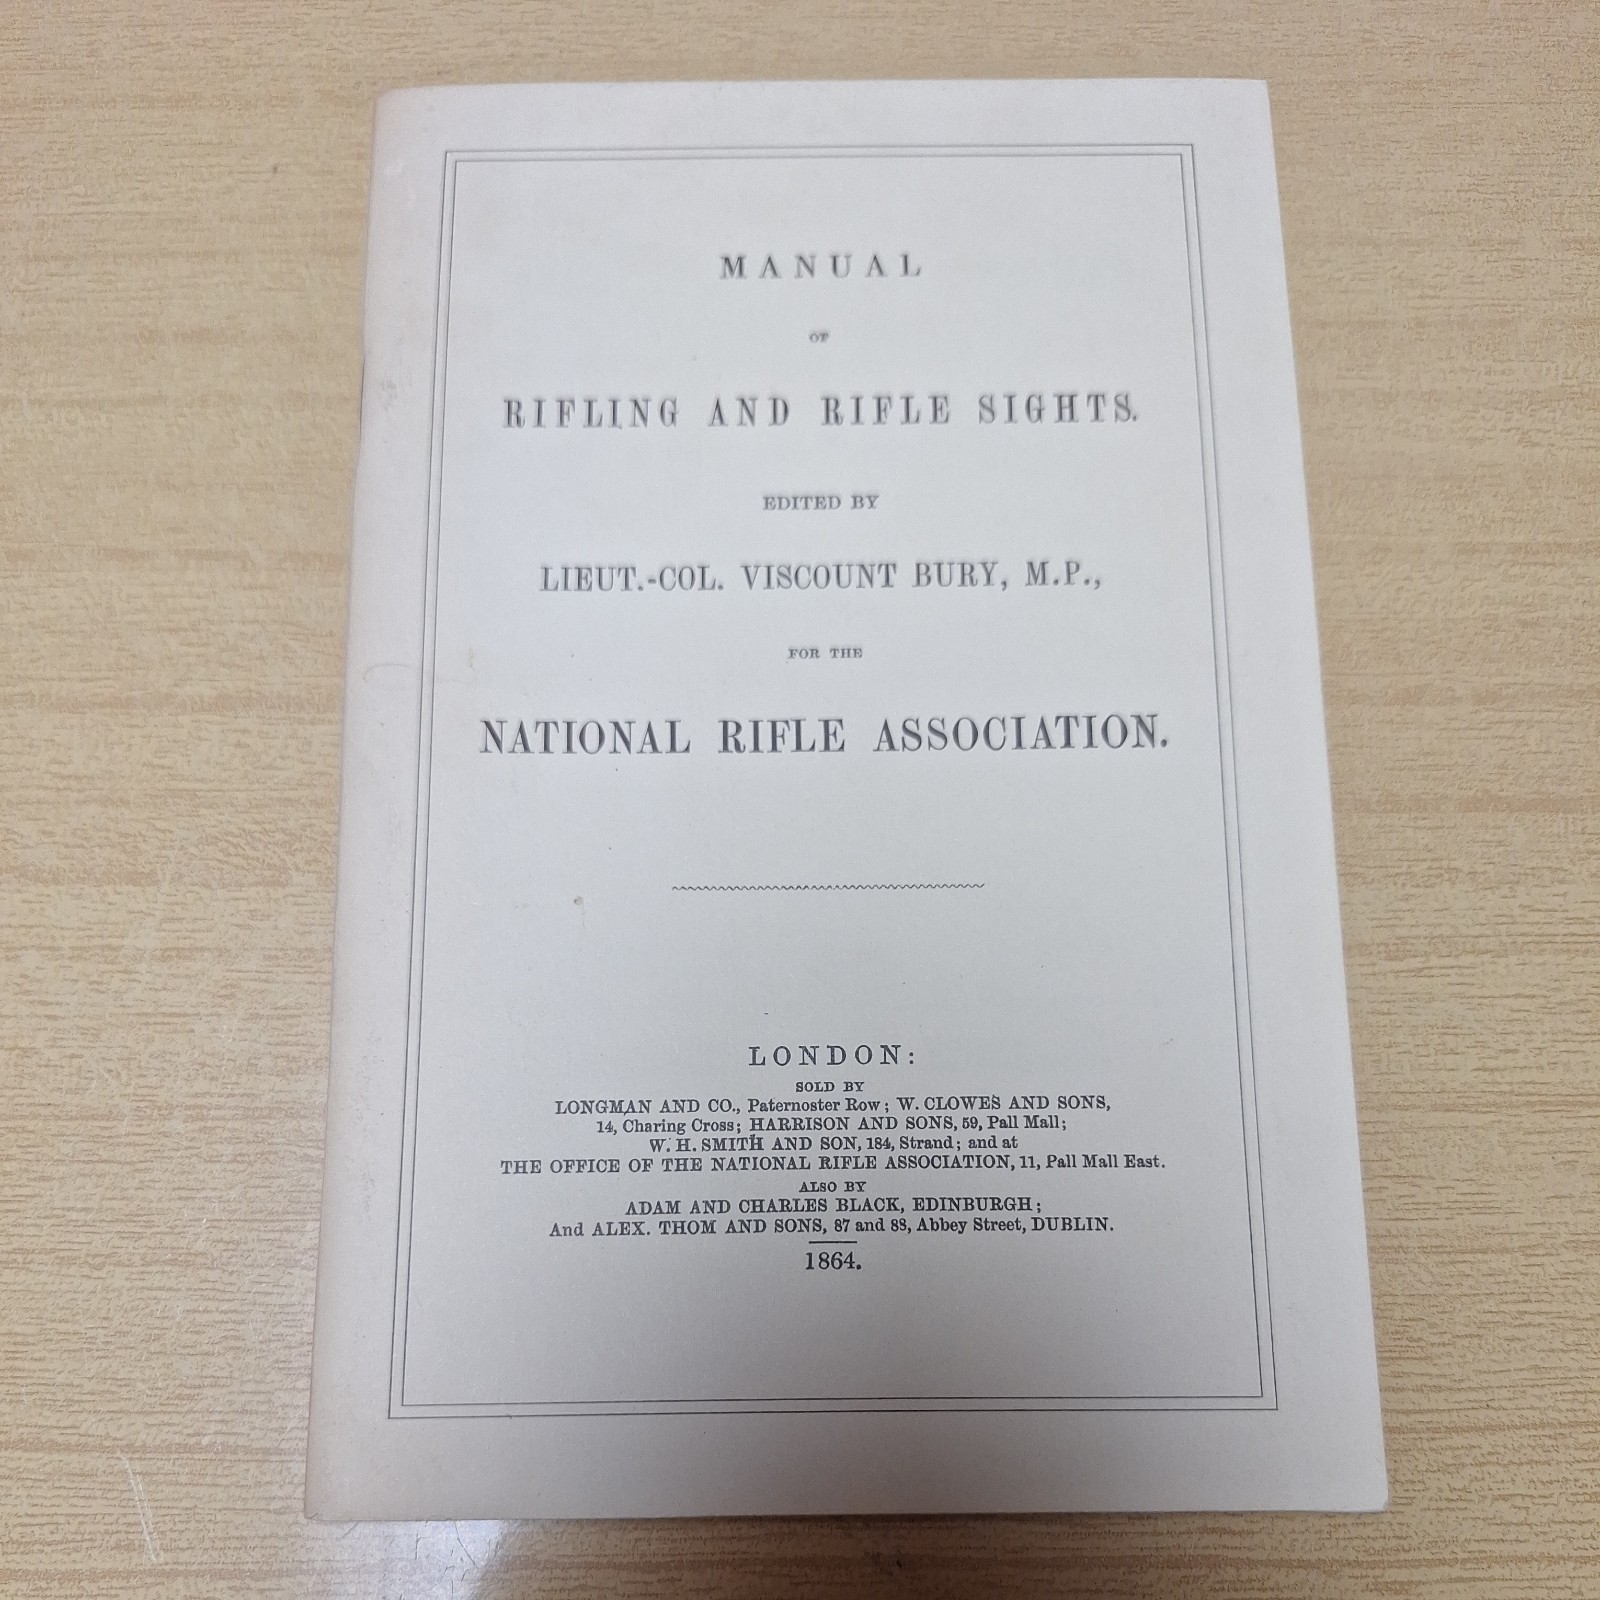 MANUAL
OF
RIFLING AND RIFLE SIGHTS.
EDITED BY
LIEUT.-COL. VISCOUNT BURY, M.P.,
FOR THE
NATIONAL RIFLE ASSOCIATION.
LONDON:
SOLD BY
LONGMAN AND CO., Paternoster Row; W. CLOWES AND SONS,
14, Charing Cross; HARRISON AND SONS, 59, Pall Mall;
W. H. SMITH AND SON, 184, Strand; and at
THE OFFICE OF THE NATIONAL RIFLE ASSOCIATION, 11, Pall Mall East.
ALSO BY
ADAM AND CHARLES BLACK, EDINBURGH;
And ALEX. THOM AND SONS, 87 and 88, Abbey Street, DUBLIN.
1864.